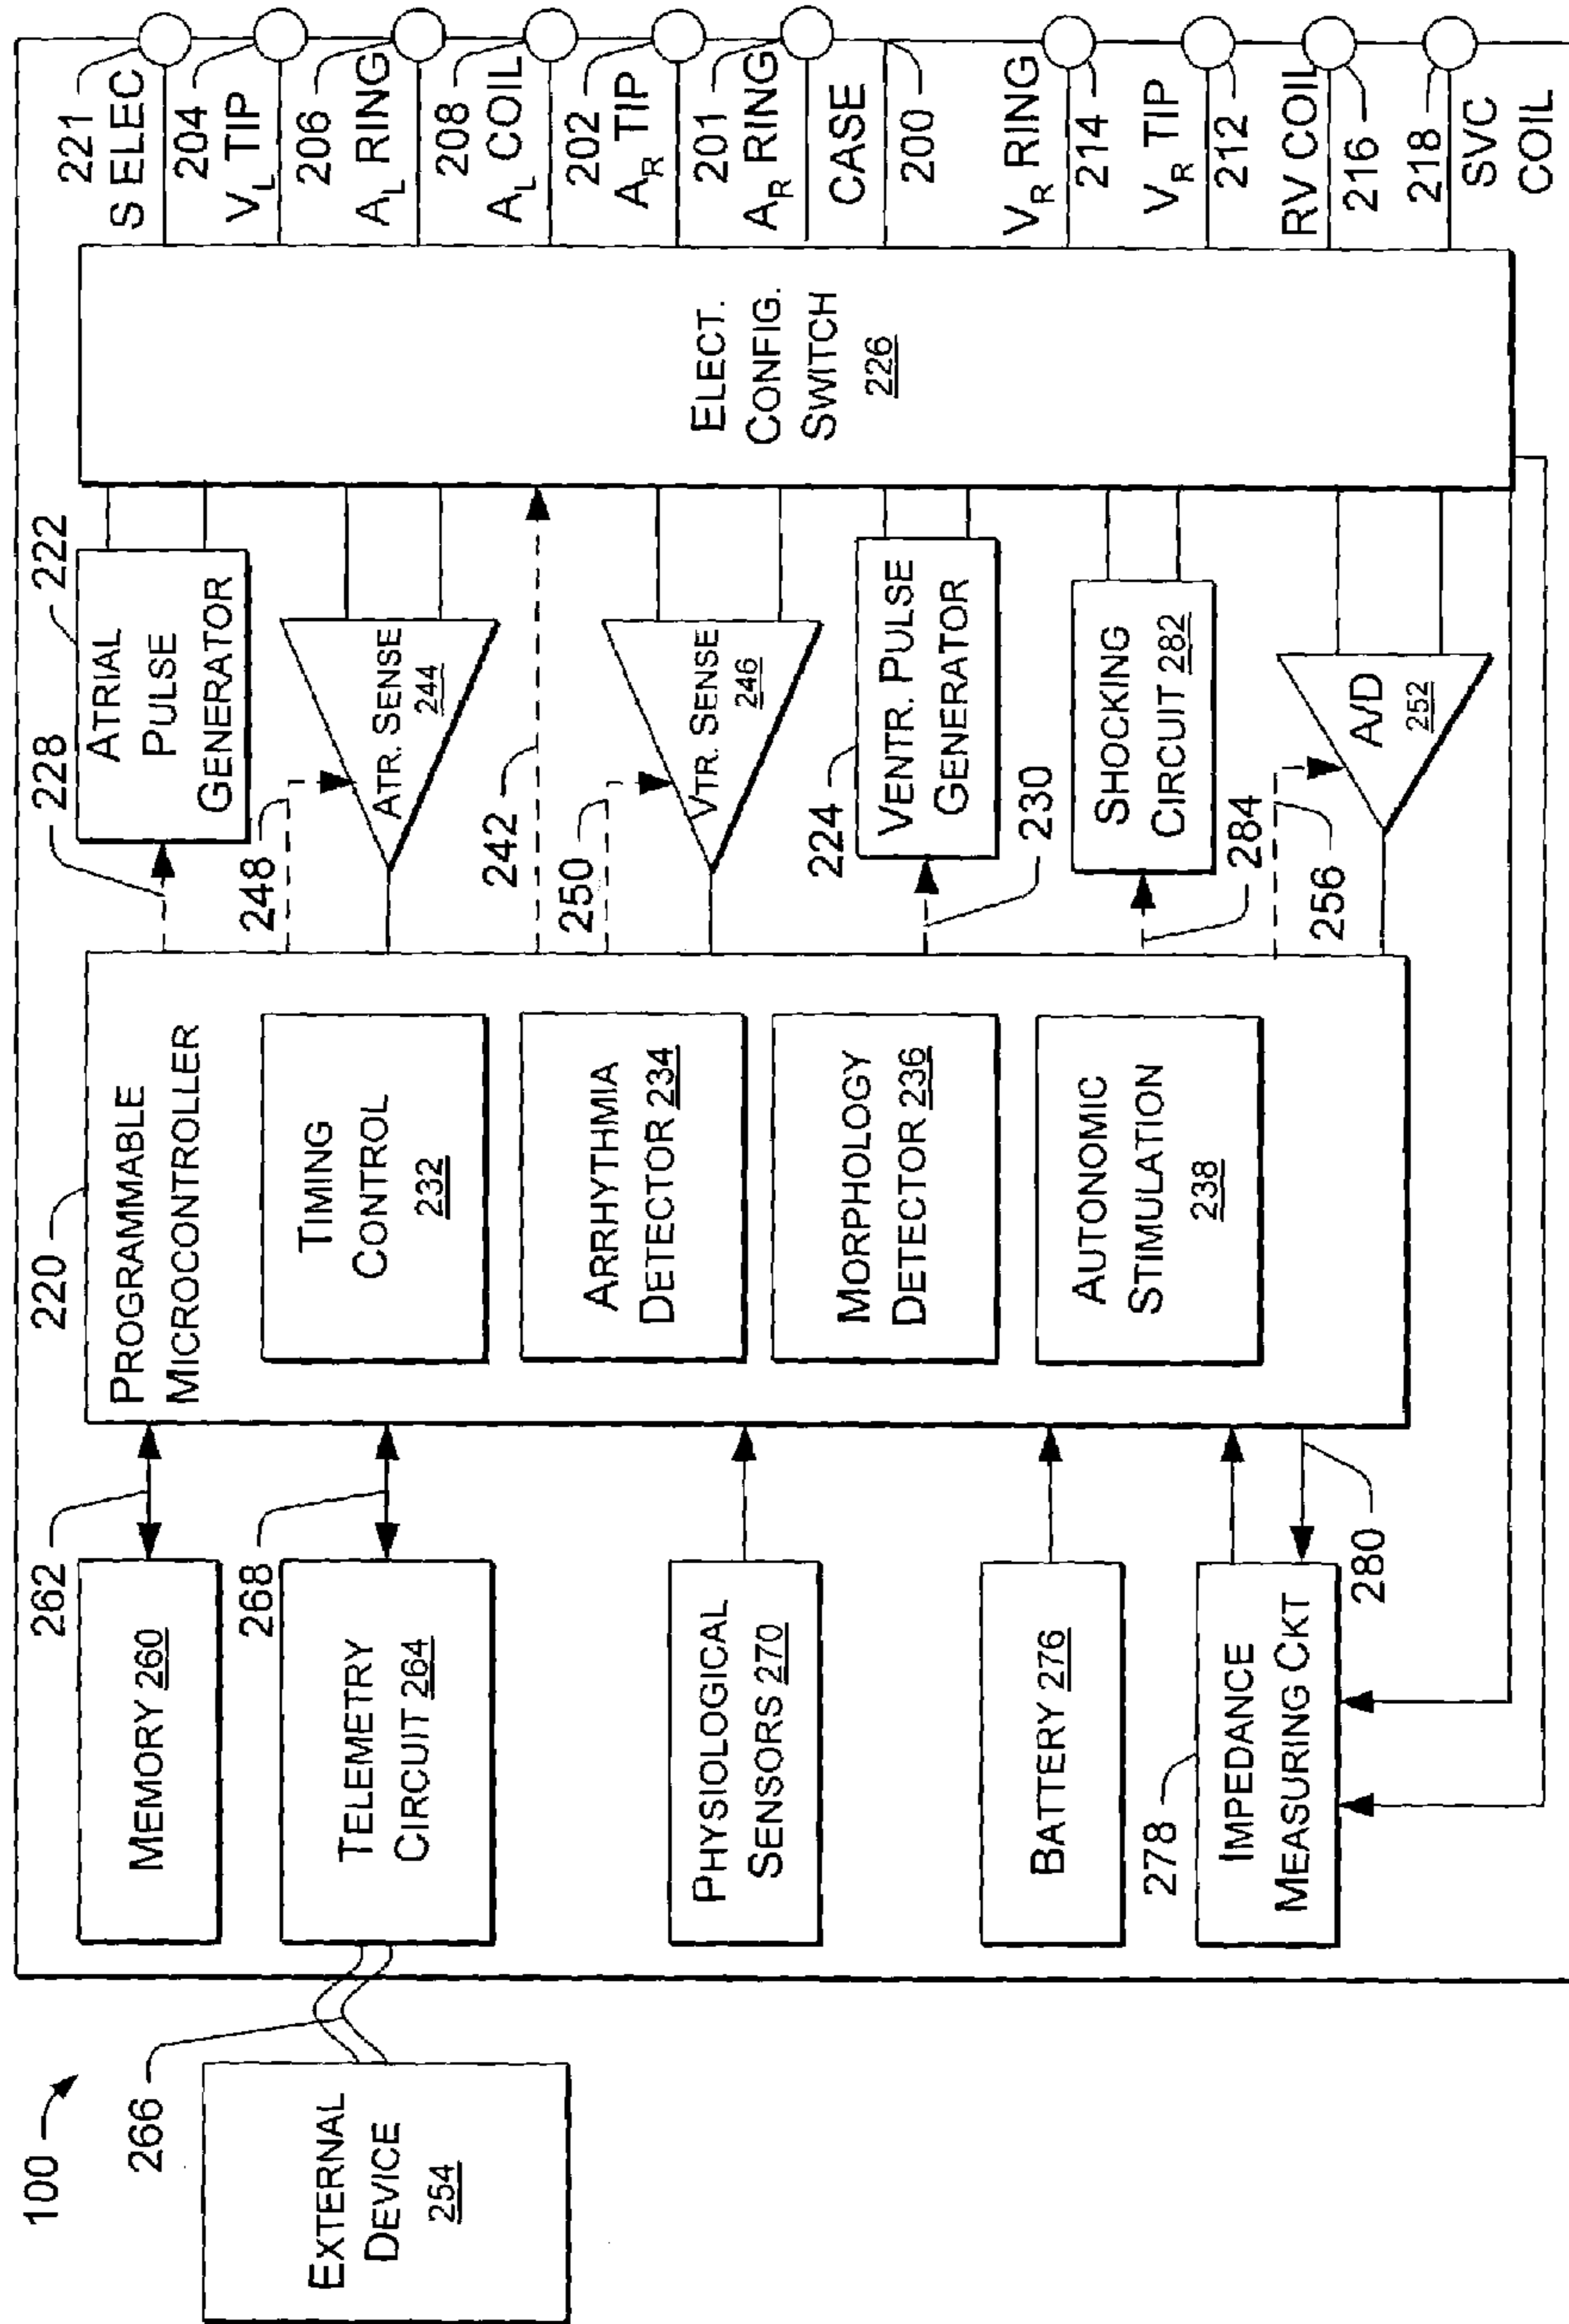 100
EXTERNAL
DEVICE
254
266
MEMORY 260
262
TELEMETRY
CIRCUIT 264
268
PHYSIOLOGICAL
SENSORS 270
BATTERY 276
278
IMPEDANCE
MEASURING CKT
280
220
PROGRAMMABLE
MICROCONTROLLER
TIMING
CONTROL
232
ARRHYTHMIA
DETECTOR 234
MORPHOLOGY
DETECTOR 236
AUTONOMIC
STIMULATION
238
228
222
ATRIAL
PULSE
GENERATOR
248
ATR. SENSE
244
242
250
VTR. SENSE
246
224
VENTR. PULSE
GENERATOR
230
SHOCKING
CIRCUIT 282
284
256
A/D
252
ELECT.
CONFIG.
SWITCH
226
221
S ELEC
204
VL TIP
206
AL RING
208
AL COIL
202
AR TIP
201
AR RING
CASE
200
VR RING
214
VR TIP
212
RV COIL
216
218
SVC
COIL